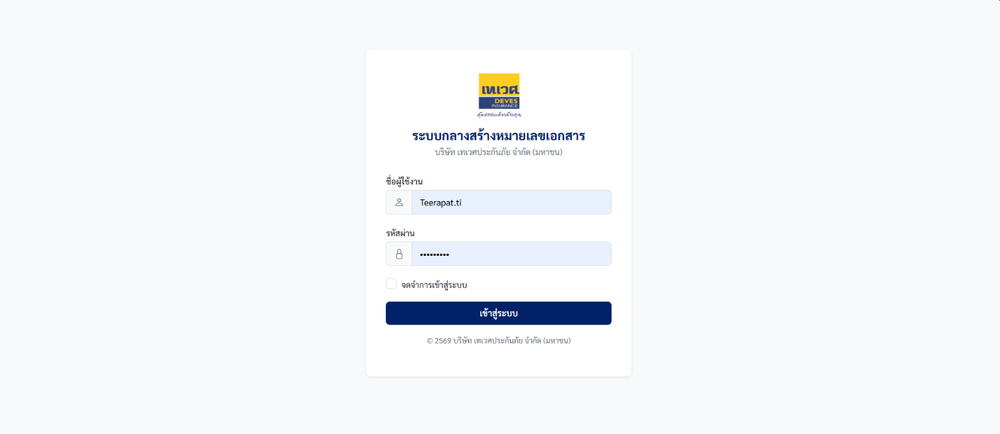 เทเวศ
DEVES
INSURANCE
ระบบกลางสร้างหมายเลขเอกสาร
บริษัท เทเวศประกันภัย จำกัด (มหาชน)
ชื่อผู้ใช้งาน
Teerapat.ti
รหัสผ่าน
•••••••••
จดจำการเข้าสู่ระบบ
เข้าสู่ระบบ
© 2569 บริษัท เทเวศประกันภัย จำกัด (มหาชน)